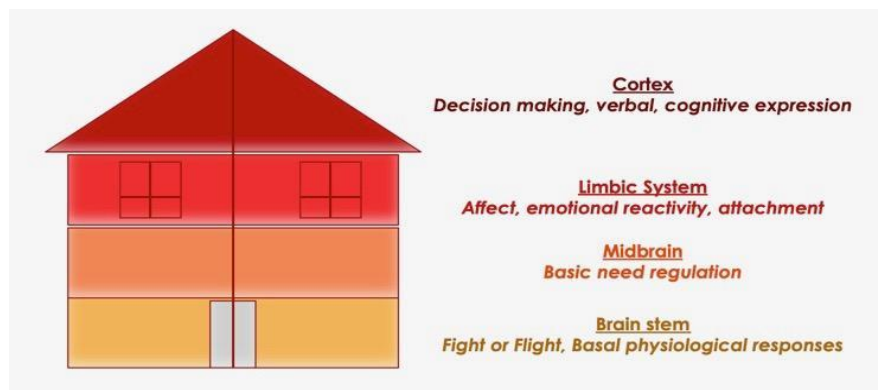 Cortex
Decision making, verbal, cognitive expression
Limbic System
Affect, emotional reactivity, attachment
Midbrain
Basic need regulation
Brain stem
Fight or Flight, Basal physiological responses